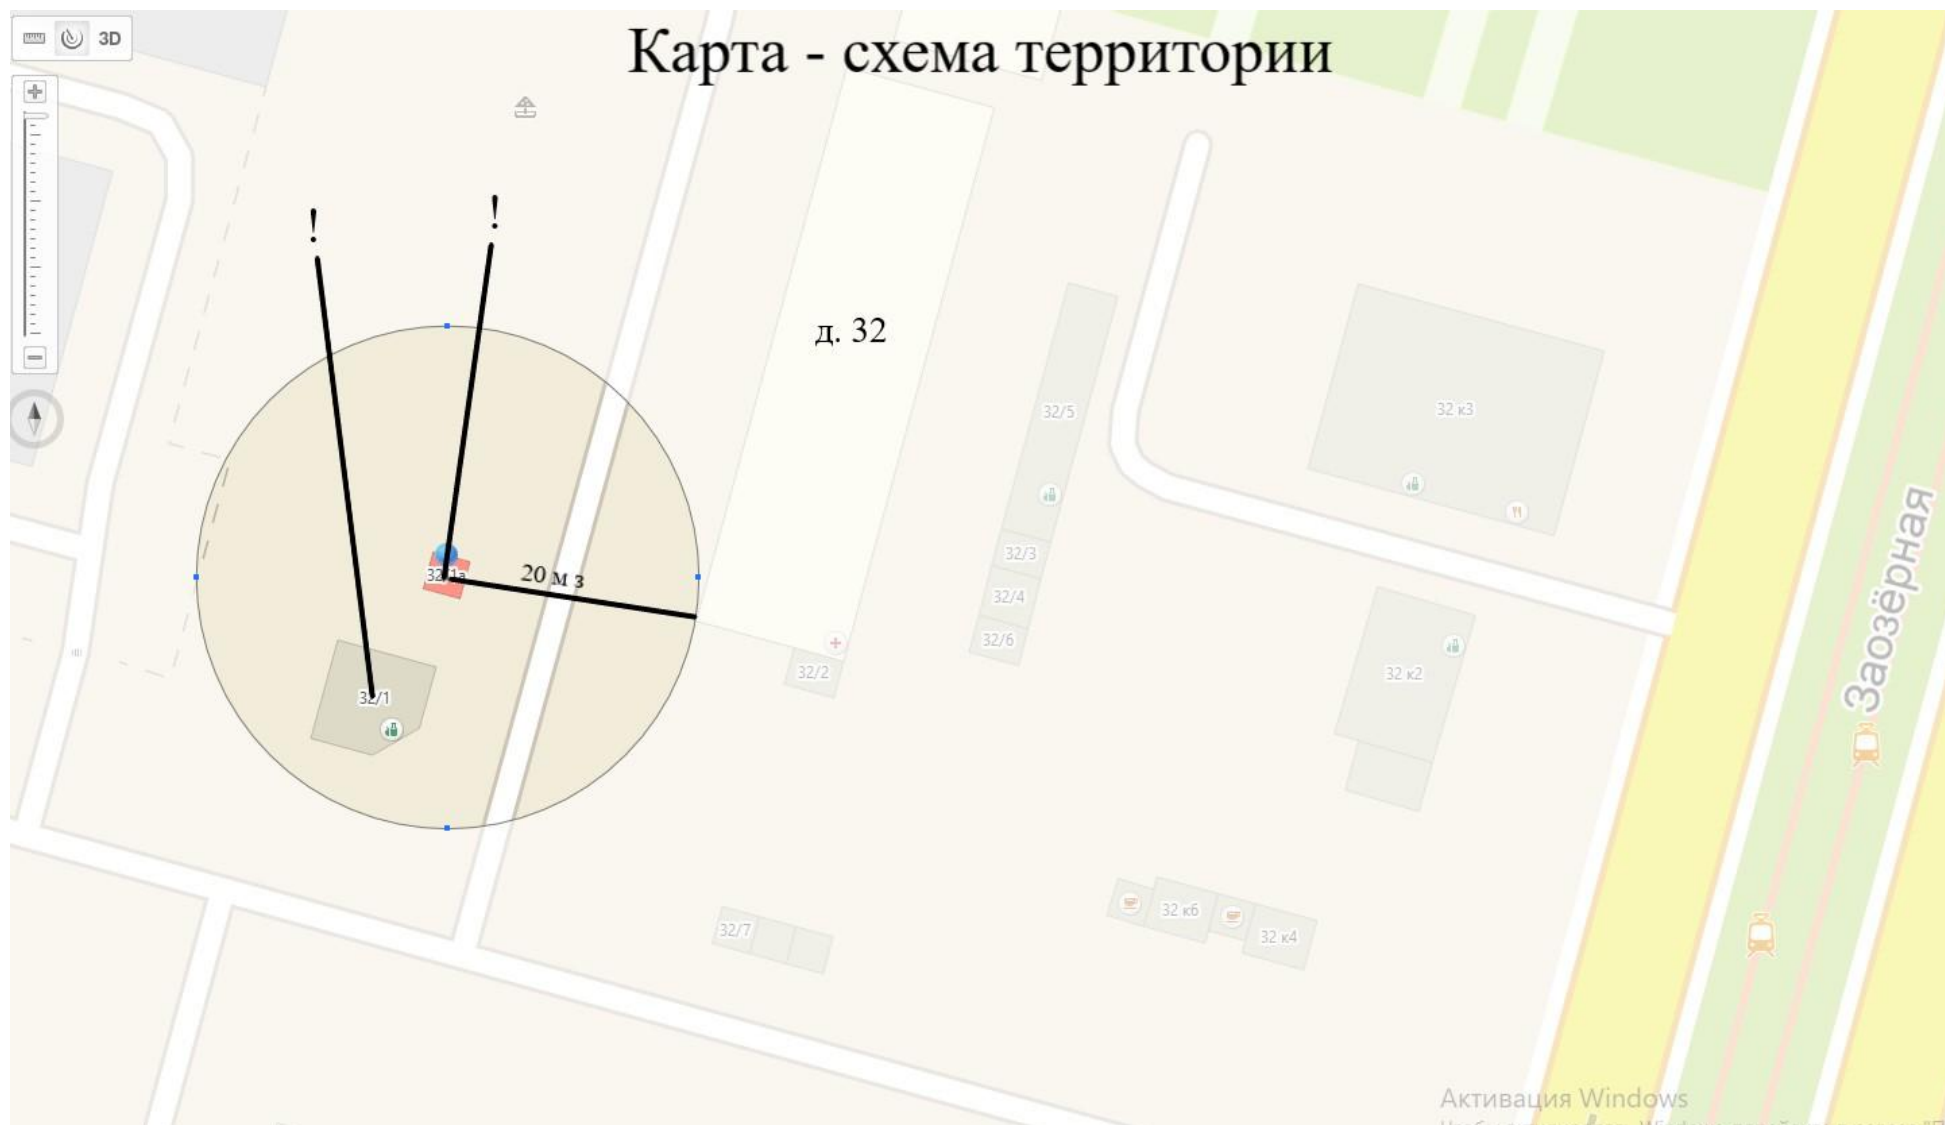 3D
Карта - схема территории
!
!
д. 32
32/5
32 к3
32/3
32/1а
20 м з
32/4
32/6
32/2
32 к2
32/1
Заозёрная
32/7
32 к6
32 к4
Активация Windows